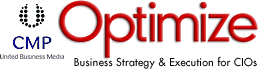 Optimize
CMP
United Business Media
Business Strategy & Execution for CIOs